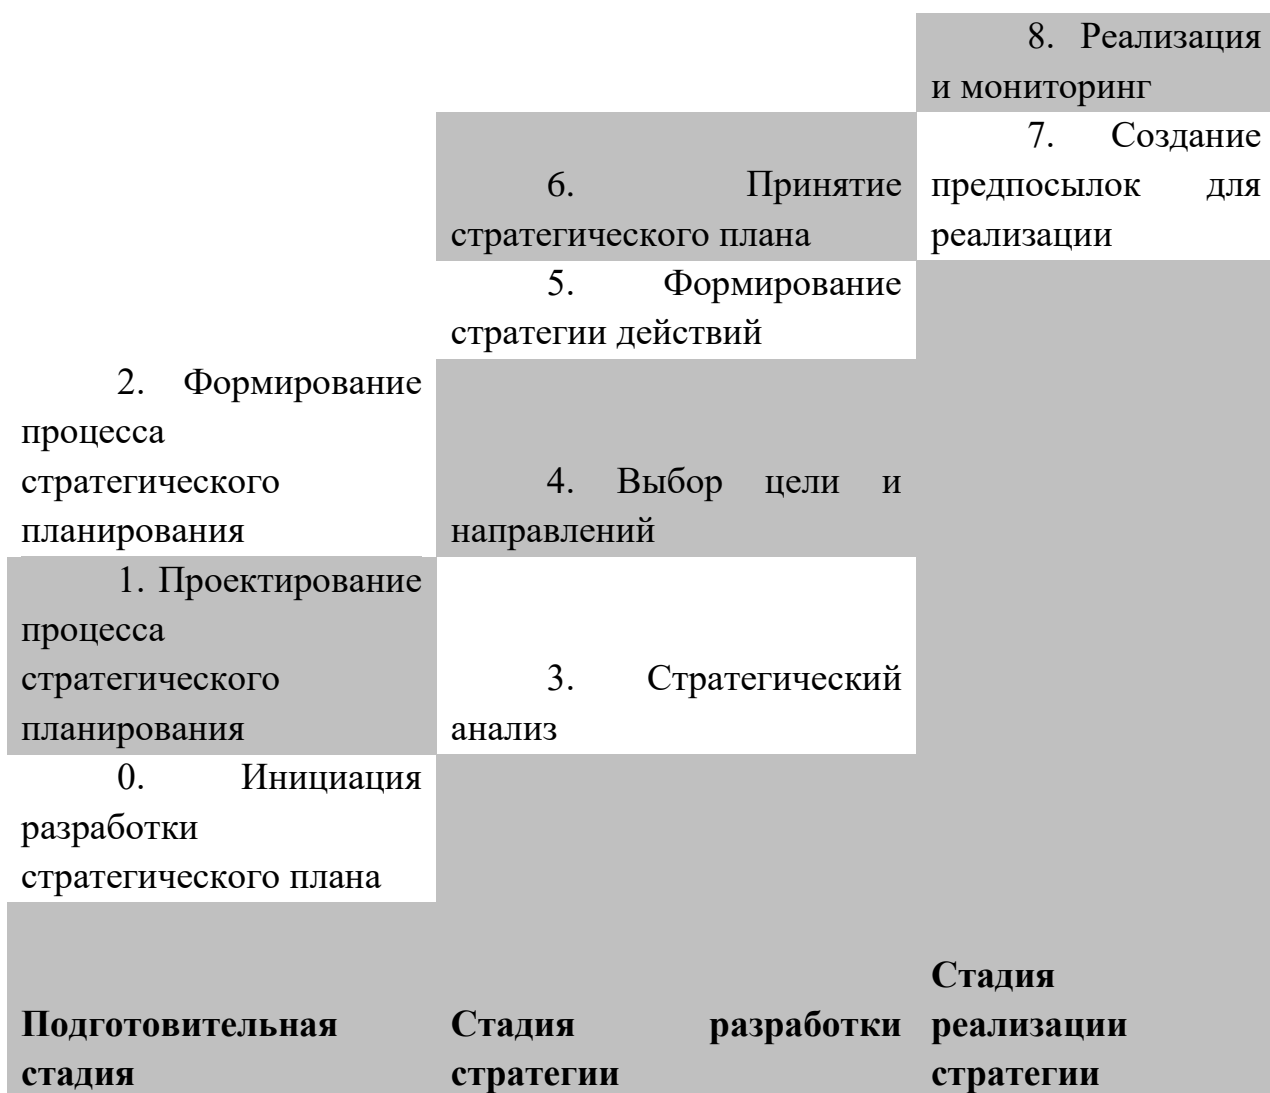 8. Реализация
и мониторинг
7. Создание
предпосылок для
реализации
6. Принятие
стратегического плана
5. Формирование
стратегии действий
2. Формирование
процесса
стратегического
планирования
4. Выбор цели и
направлений
1. Проектирование
процесса
стратегического
планирования
3. Стратегический
анализ
0. Инициация
разработки
стратегического плана
Подготовительная
стадия
Стадия разработки
стратегии
Стадия
реализации
стратегии